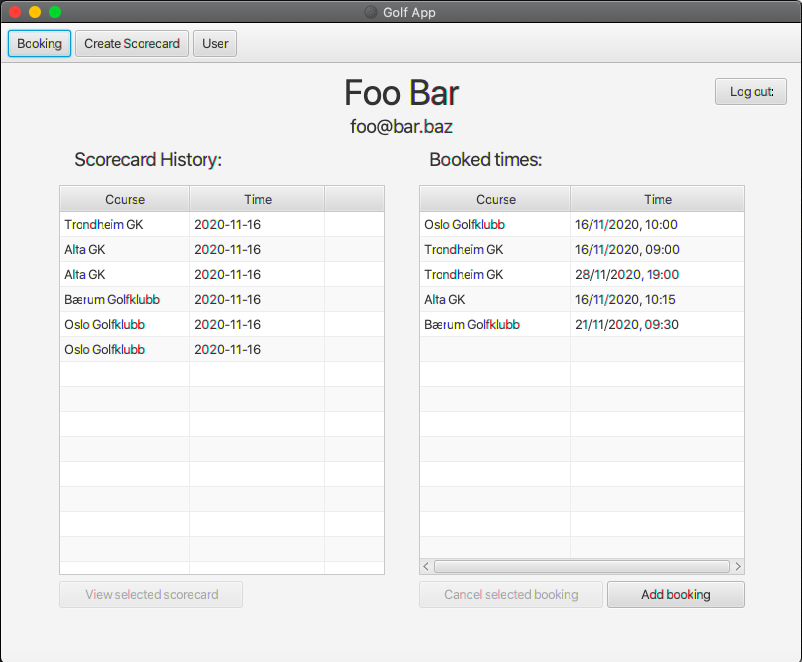 Golf App
Booking Create Scorecard User
Foo Bar
Log out
foo@bar.baz
Scorecard History:
Course Time
Trondheim GK 2020-11-16
Alta GK 2020-11-16
Alta GK 2020-11-16
Bærum Golfklubb 2020-11-16
Oslo Golfklubb 2020-11-16
Oslo Golfklubb 2020-11-16
View selected scorecard
Booked times:
Course Time
Oslo Golfklubb 16/11/2020, 10:00
Trondheim GK 16/11/2020, 09:00
Trondheim GK 28/11/2020, 19:00
Alta GK 16/11/2020, 10:15
Bærum Golfklubb 21/11/2020, 09:30
Cancel selected booking Add booking